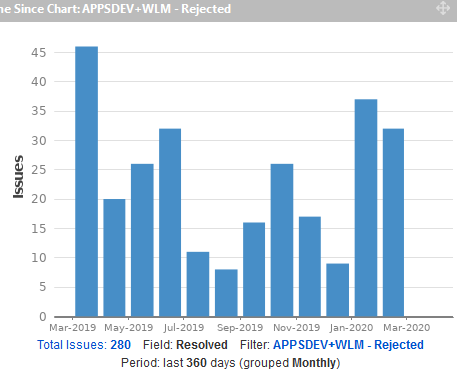 ne Since Chart: APPSDEV+WLM - Rejected
45
40
35
30
25
20
15
10
5
0
Issues
Mar-2019 May-2019 Jul-2019 Sep-2019 Nov-2019 Jan-2020 Mar-2020
Total Issues: 280 Field: Resolved Filter: APPSDEV+WLM - Rejected
Period: last 360 days (grouped Monthly)